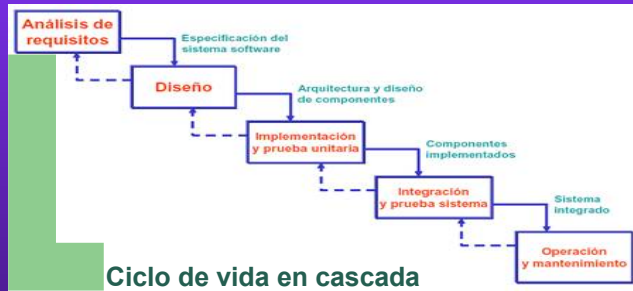 Análisis de
requisitos
Especificación del
sistema software
Diseño
Arquitectura y diseño
de componentes
Implementación
y prueba unitaria
Componentes
implementados
Integración
y prueba sistema
Sistema
integrado
Operación
y mantenimiento
Ciclo de vida en cascada